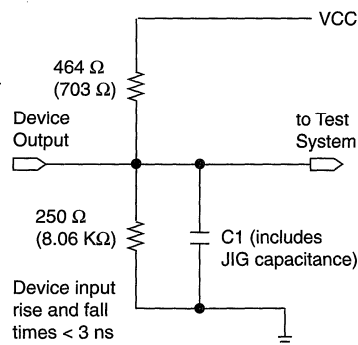 VCC
464 Ω
(703 Ω)
Device
Output
to Test
System
250 Ω
(8.06 KΩ)
C1 (includes
JIG capacitance)
Device input
rise and fall
times < 3 ns